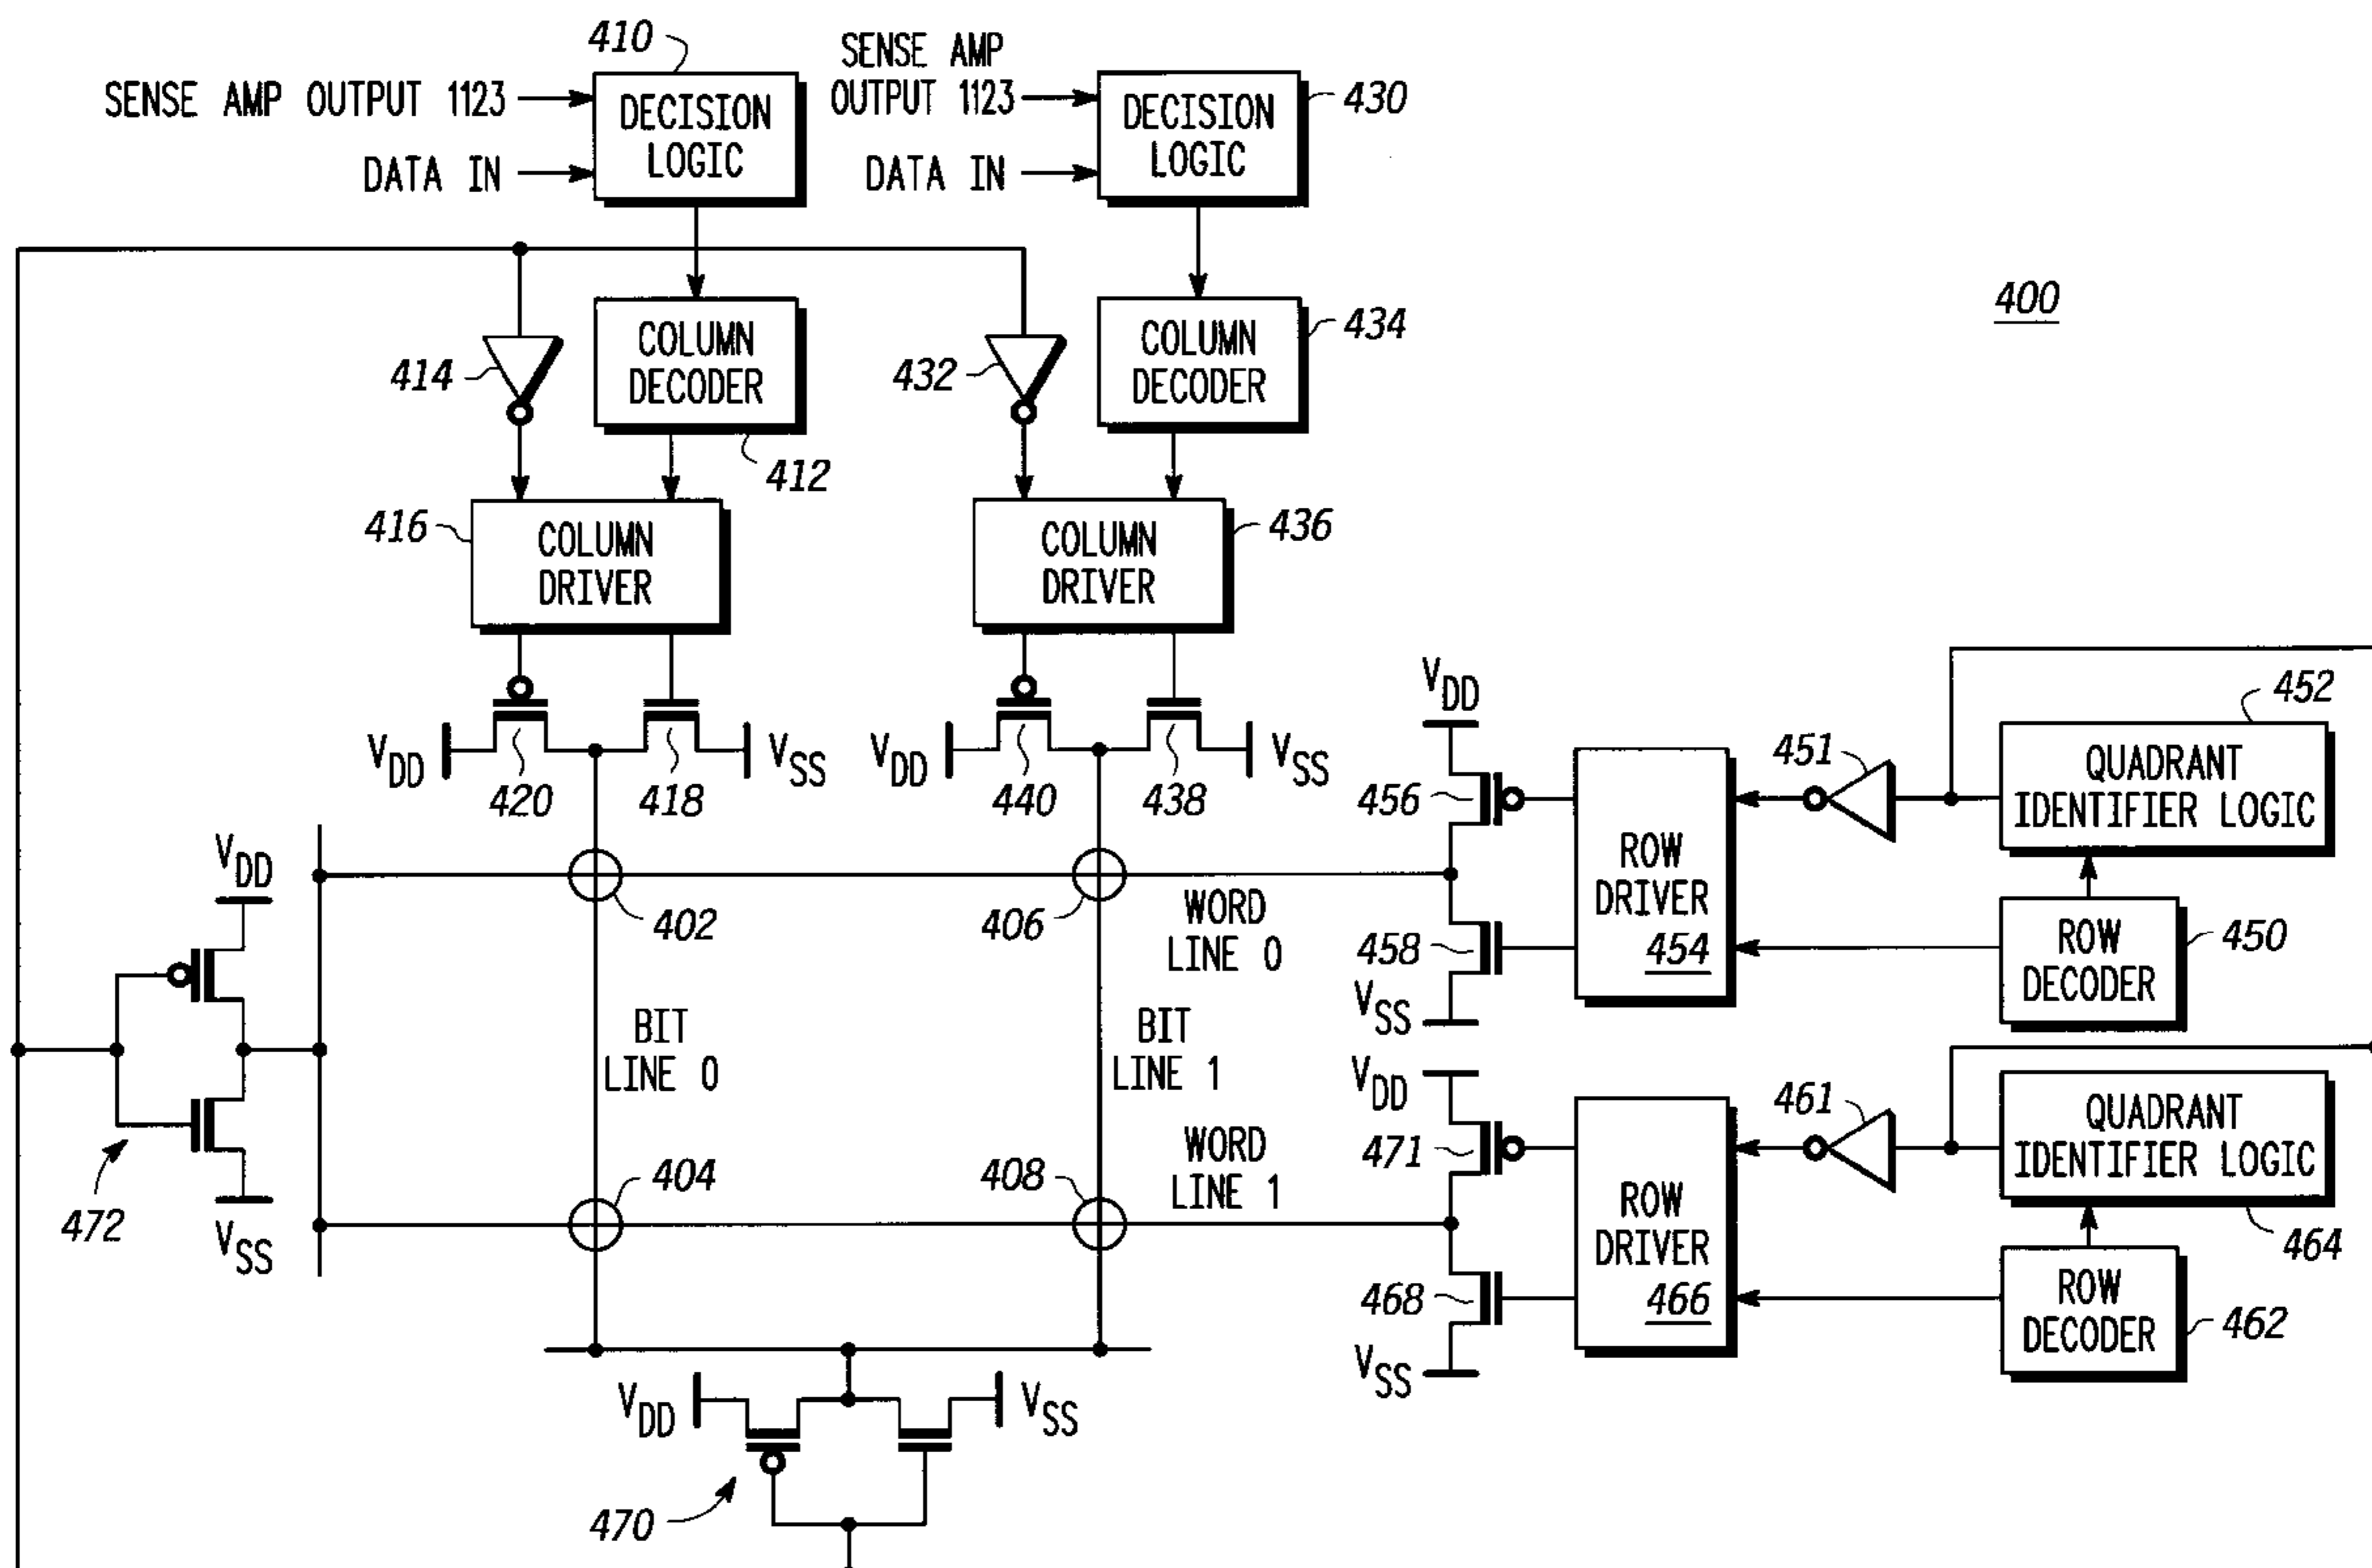 410
SENSE AMP OUTPUT 1123
DATA IN
DECISION
LOGIC
SENSE AMP
OUTPUT 1123
DATA IN
DECISION
LOGIC
430
400
414
COLUMN
DECODER
412
432
COLUMN
DECODER
434
416
COLUMN
DRIVER
COLUMN
DRIVER
436
VDD
420
418
VSS
VDD
440
438
VSS
VDD
456
458
VSS
ROW
DRIVER
454
451
QUADRANT
IDENTIFIER LOGIC
452
ROW
DECODER
450
VDD
402
406
WORD
LINE 0
BIT
LINE 0
BIT
LINE 1
472
VSS
404
408
WORD
LINE 1
VDD
471
468
VSS
ROW
DRIVER
466
461
QUADRANT
IDENTIFIER LOGIC
464
ROW
DECODER
462
VDD
VSS
470